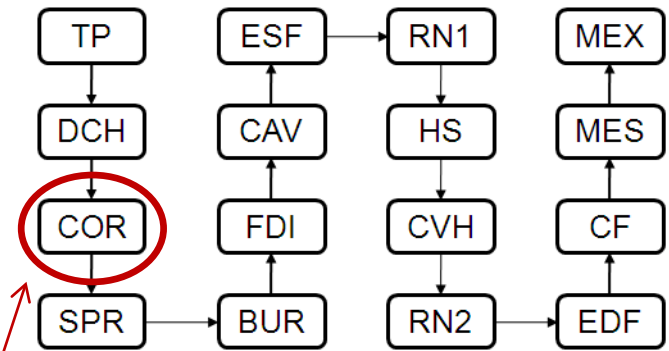 TP
DCH
COR
SPR
BUR
FDI
CAV
ESF
RN1
HS
CVH
RN2
EDF
CF
MES
MEX